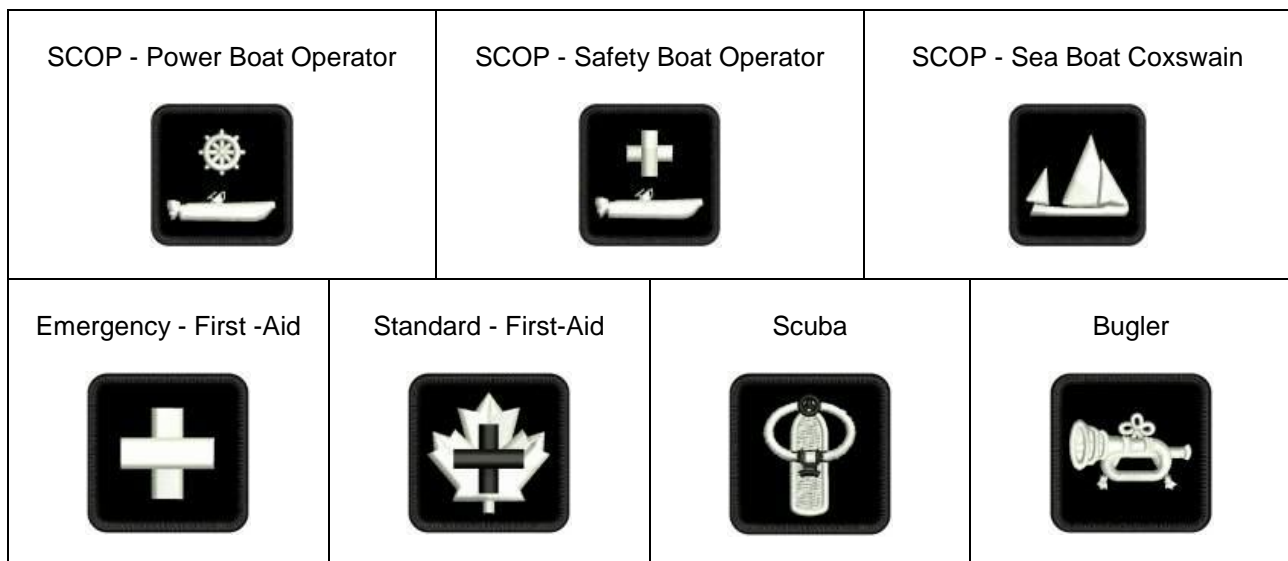 SCOP - Power Boat Operator
SCOP - Safety Boat Operator
SCOP - Sea Boat Coxswain
Emergency - First -Aid
Standard - First-Aid
Scuba
Bugler